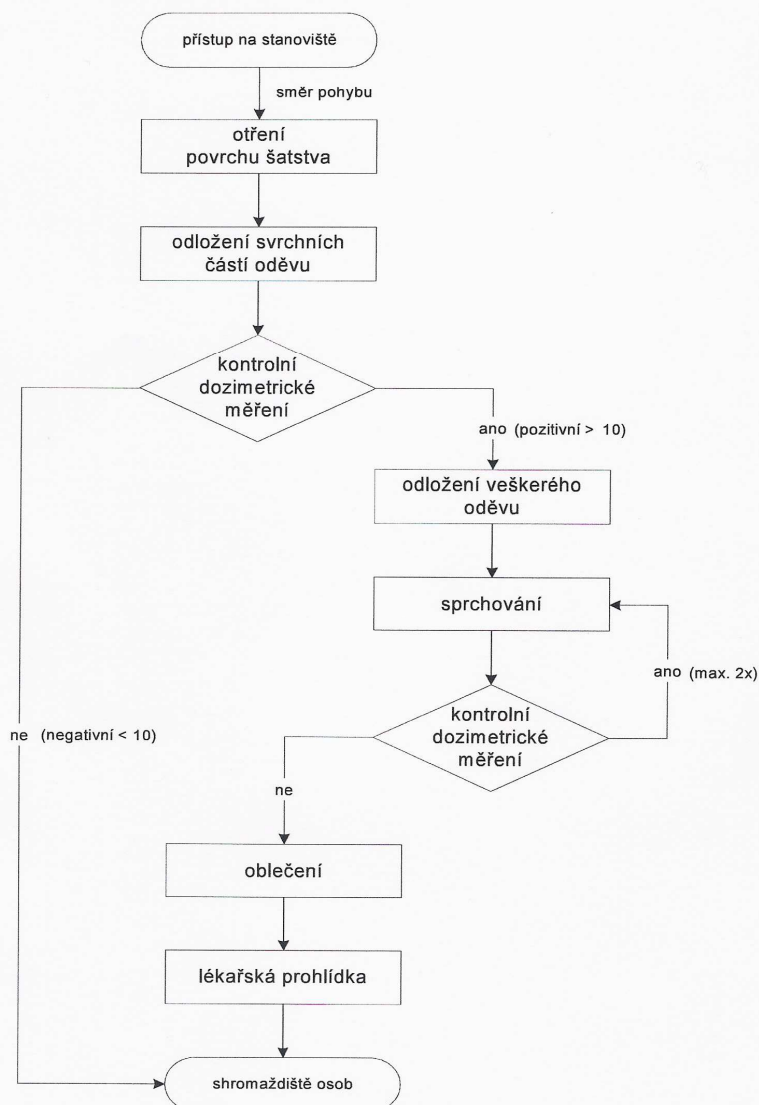 přístup na stanoviště
směr pohybu
otření
povrchu šatstva
odložení svrchních
částí oděvu
kontrolní
dozimetrické
měření
ano (pozitivní > 10)
odložení veškerého
oděvu
sprchování
ano (max. 2x)
kontrolní
dozimetrické
měření
ne (negativní < 10)
ne
oblečení
lékařská prohlídka
shromaždiště osob